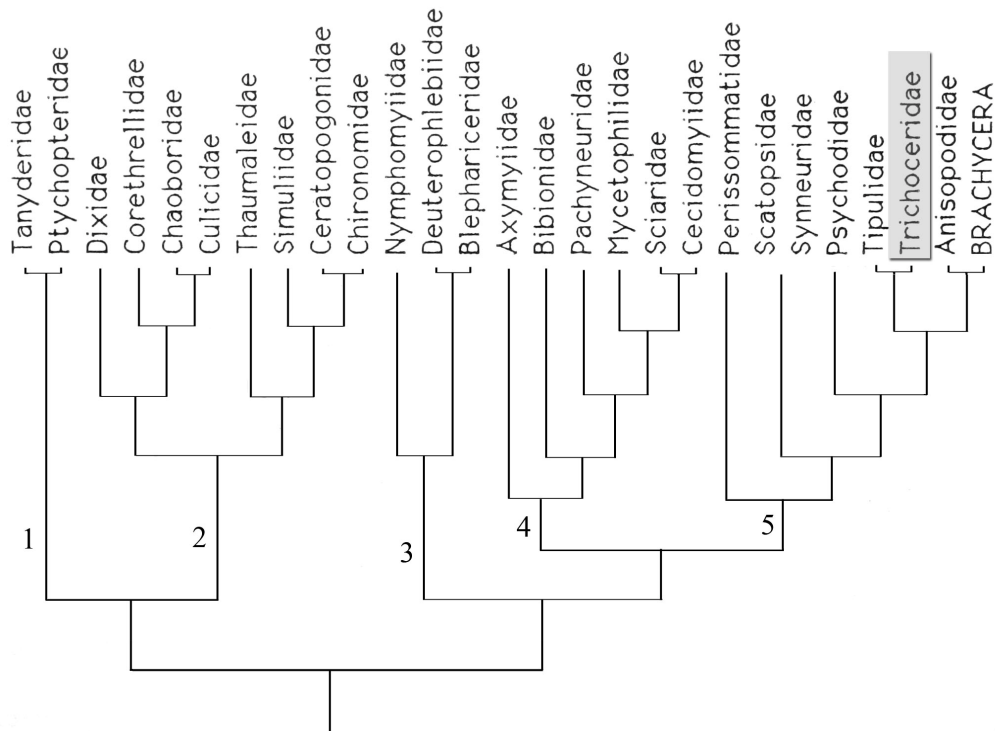 Tanyderidae
Ptychopteridae
Dixidae
Corethrellidae
Chaoboridae
Culicidae
Thaumaleidae
Simuliidae
Ceratopogonidae
Chironomidae
Nymphomyiidae
Deuterophlebiidae
Blephariceridae
Axymyiidae
Bibionidae
Pachyneuridae
Mycetophilidae
Sciaridae
Cecidomyiidae
Perissommatidae
Scatopsidae
Synneuridae
Psychodidae
Tipulidae
Trichoceridae
Anisopodidae
BRACHYCERA
1
2
3
4
5